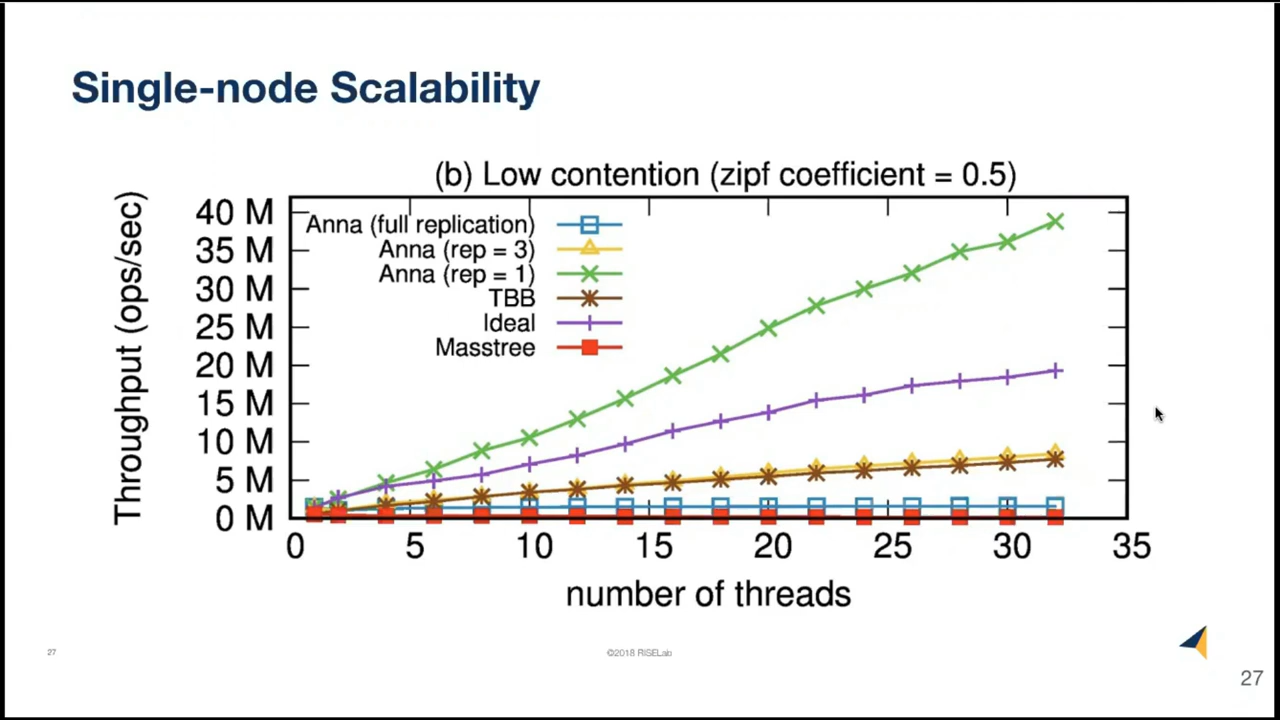 Single-node Scalability
(b) Low contention (zipf coefficient = 0.5)
Throughput (ops/sec)
40 M
35 M
30 M
25 M
20 M
15 M
10 M
5 M
0 M
Anna (full replication)
Anna (rep = 3)
Anna (rep = 1)
TBB
Ideal
Masstree
0 5 10 15 20 25 30 35
number of threads
27
©2018 RISELab
27